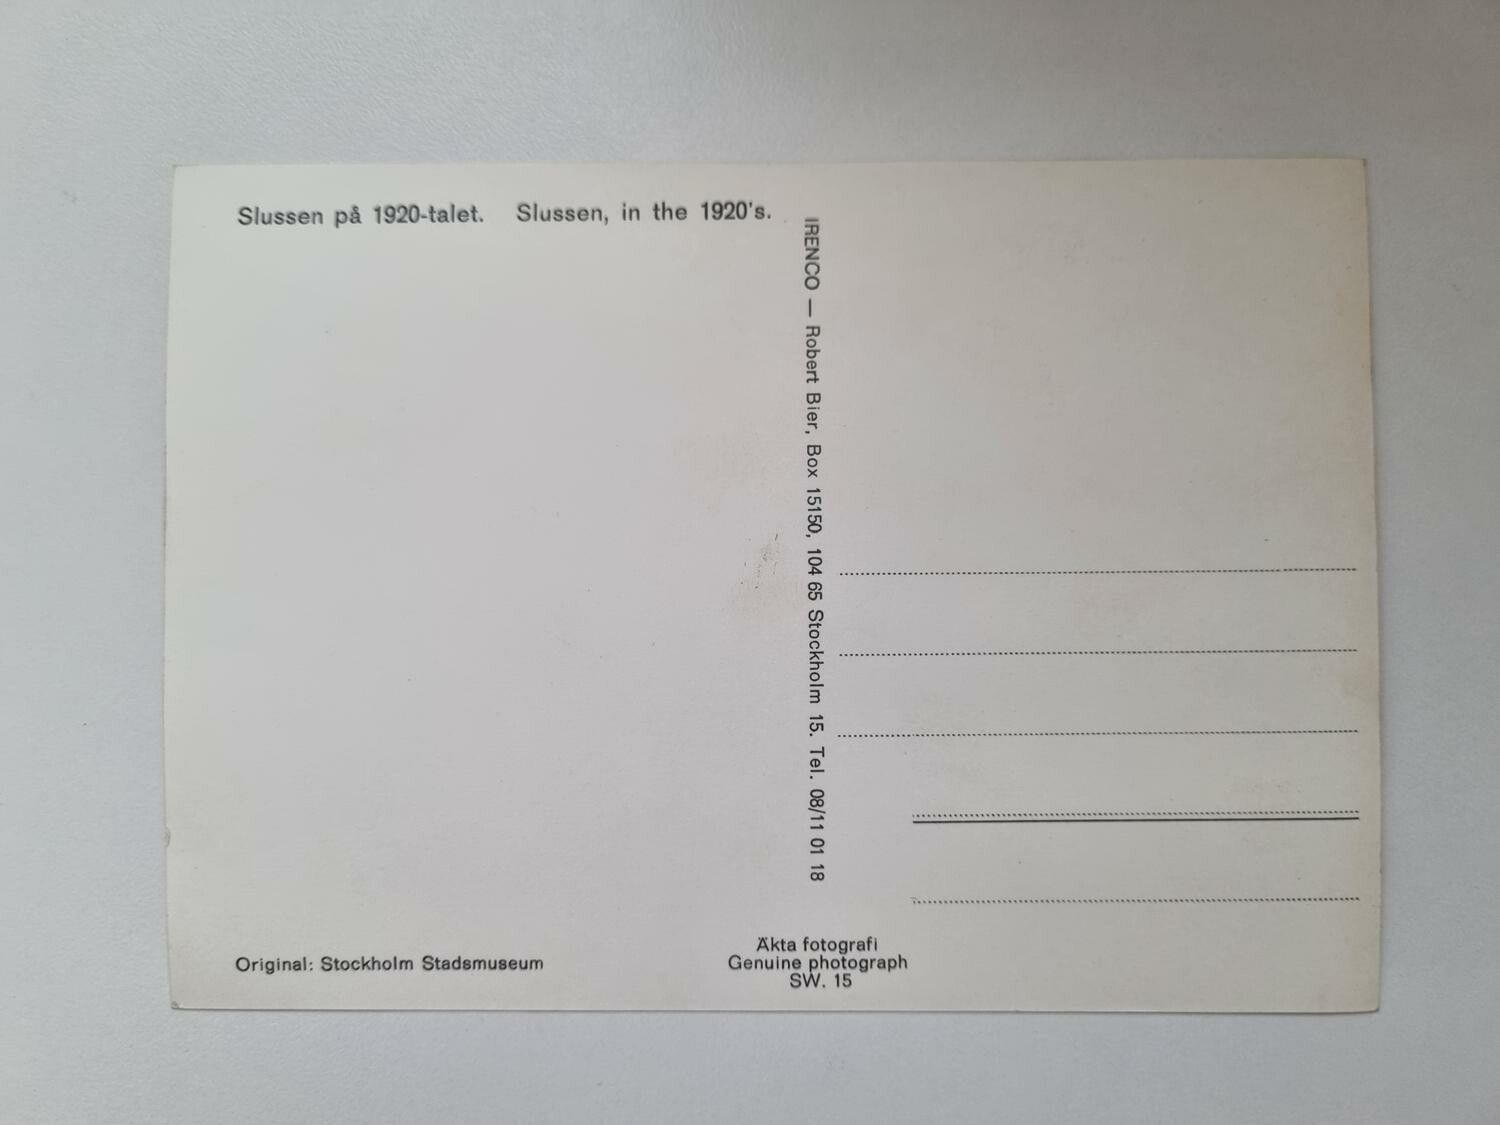 Slussen på 1920-talet. Slussen, in the 1920's.
IRENCO — Robert Bier, Box 15150, 104 65 Stockholm 15. Tel. 08/11 01 18
Original: Stockholm Stadsmuseum
Äkta fotografi
Genuine photograph
SW. 15